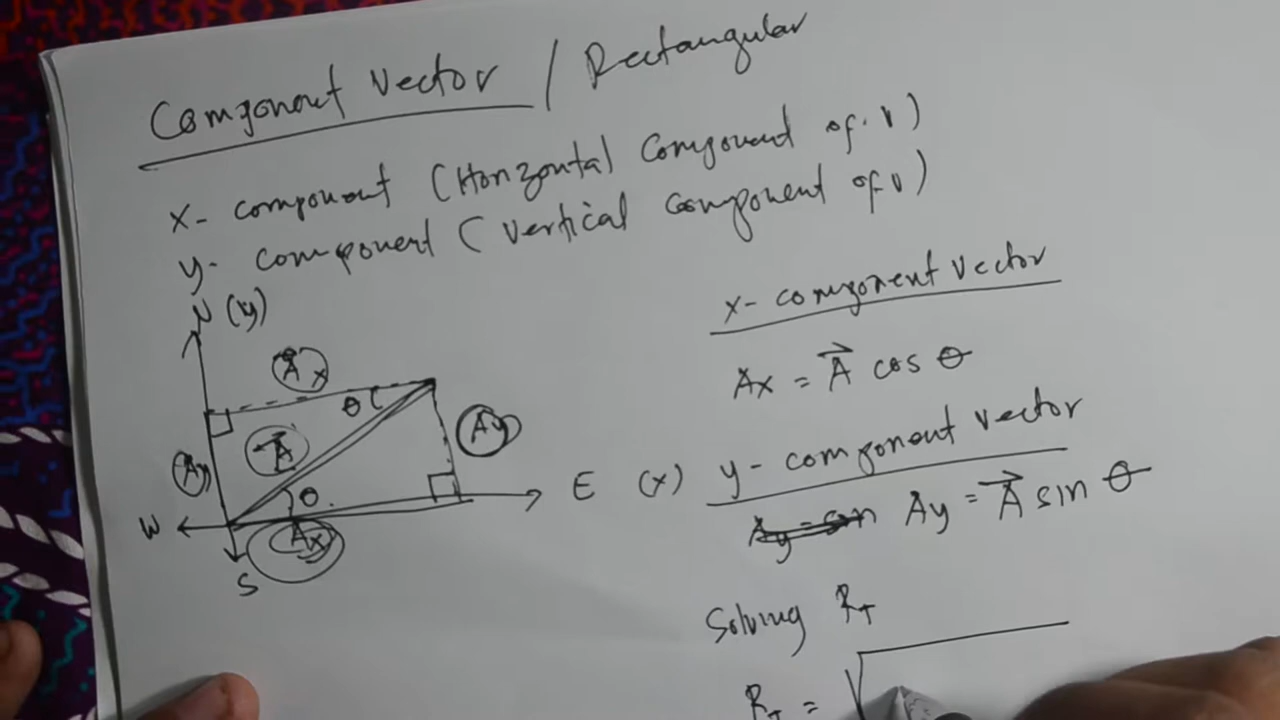 Component Vector / Rectangular
x- component (Horizontal Component of V)
y- component (Vertical Component of V)
N (y)
A⃗x
θ
A⃗
Ay
Ay
θ
W
E (x)
Ax
S
x- component Vector
Ax = A⃗ cos θ
y- component vector
Ay = A⃗ sin θ
Solving RT
RT = √